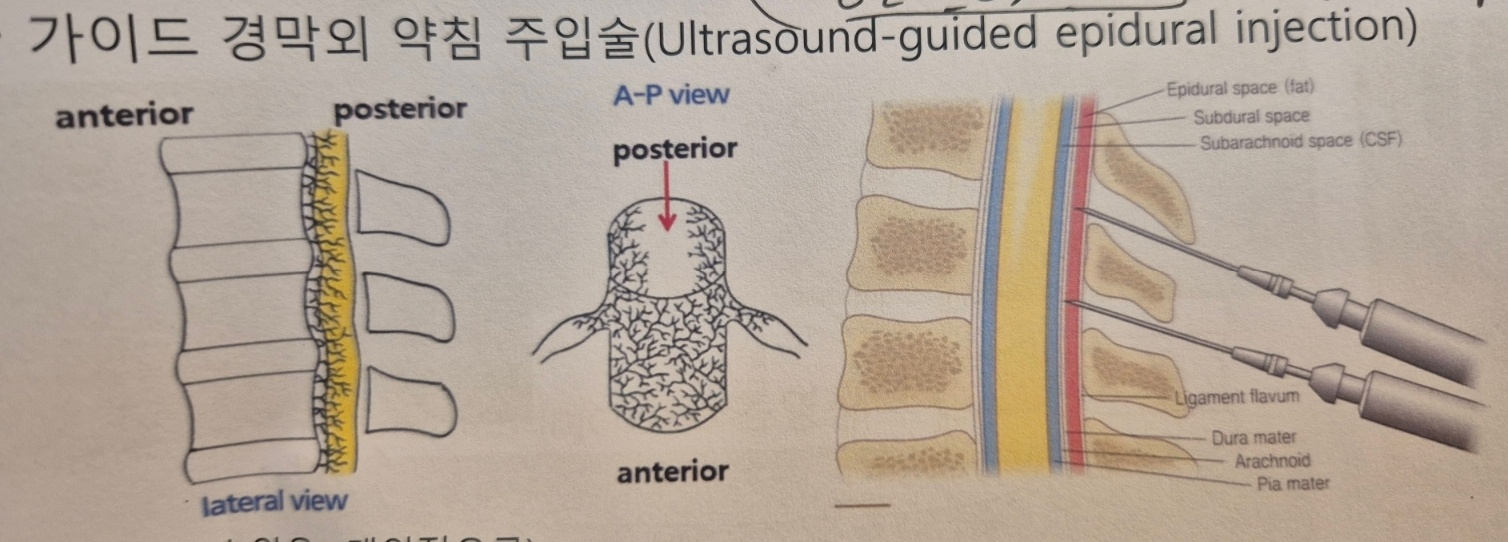 가이드 경막외 약침 주입술(Ultrasound-guided epidural injection)
anterior
posterior
lateral view
A-P view
posterior
anterior
Epidural space (fat)
Subdural space
Subarachnoid space (CSF)
Ligament flavum
Dura mater
Arachnoid
Pia mater